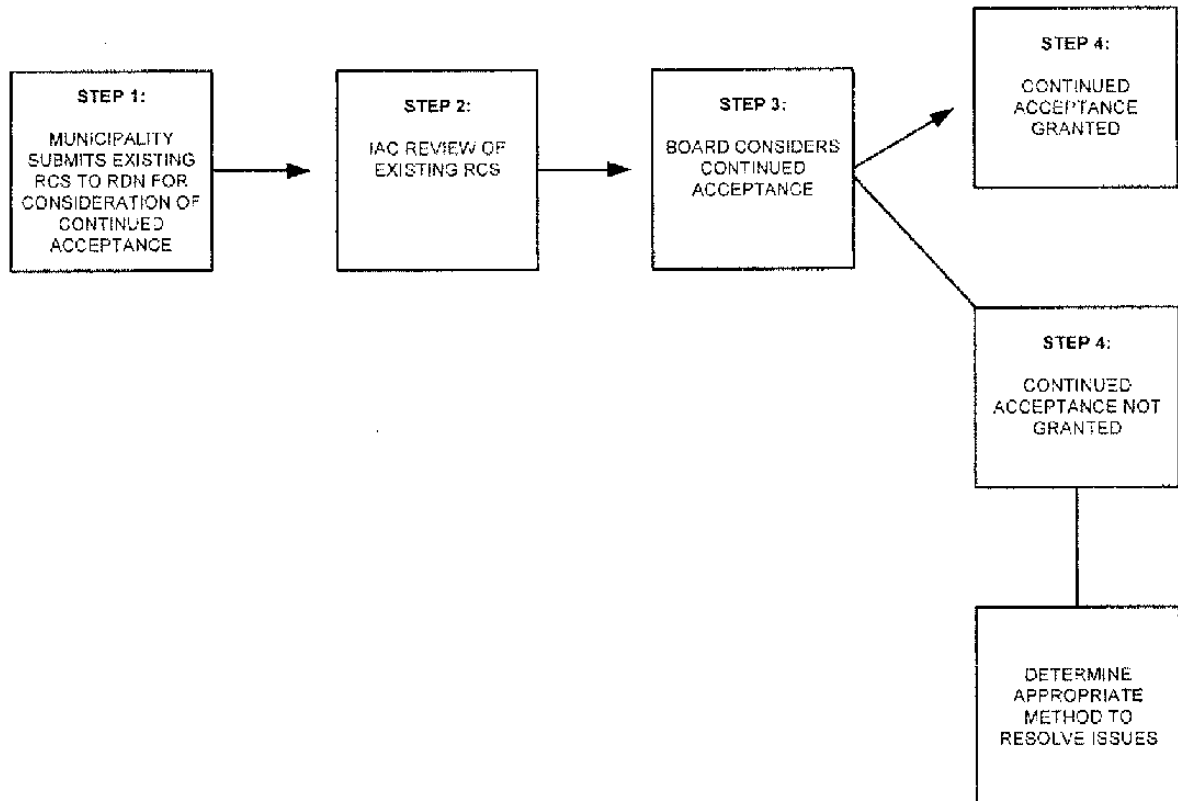 STEP 1:
MUNICIPALITY
SUBMITS EXISTING
RCS TO RDN FOR
CONSIDERATION OF
CONTINUED
ACCEPTANCE
STEP 2:
IAC REVIEW OF
EXISTING RCS
STEP 3:
BOARD CONSIDERS
CONTINUED
ACCEPTANCE
STEP 4:
CONTINUED
ACCEPTANCE
GRANTED
STEP 4:
CONTINUED
ACCEPTANCE NOT
GRANTED
DETERMINE
APPROPRIATE
METHOD TO
RESOLVE ISSUES